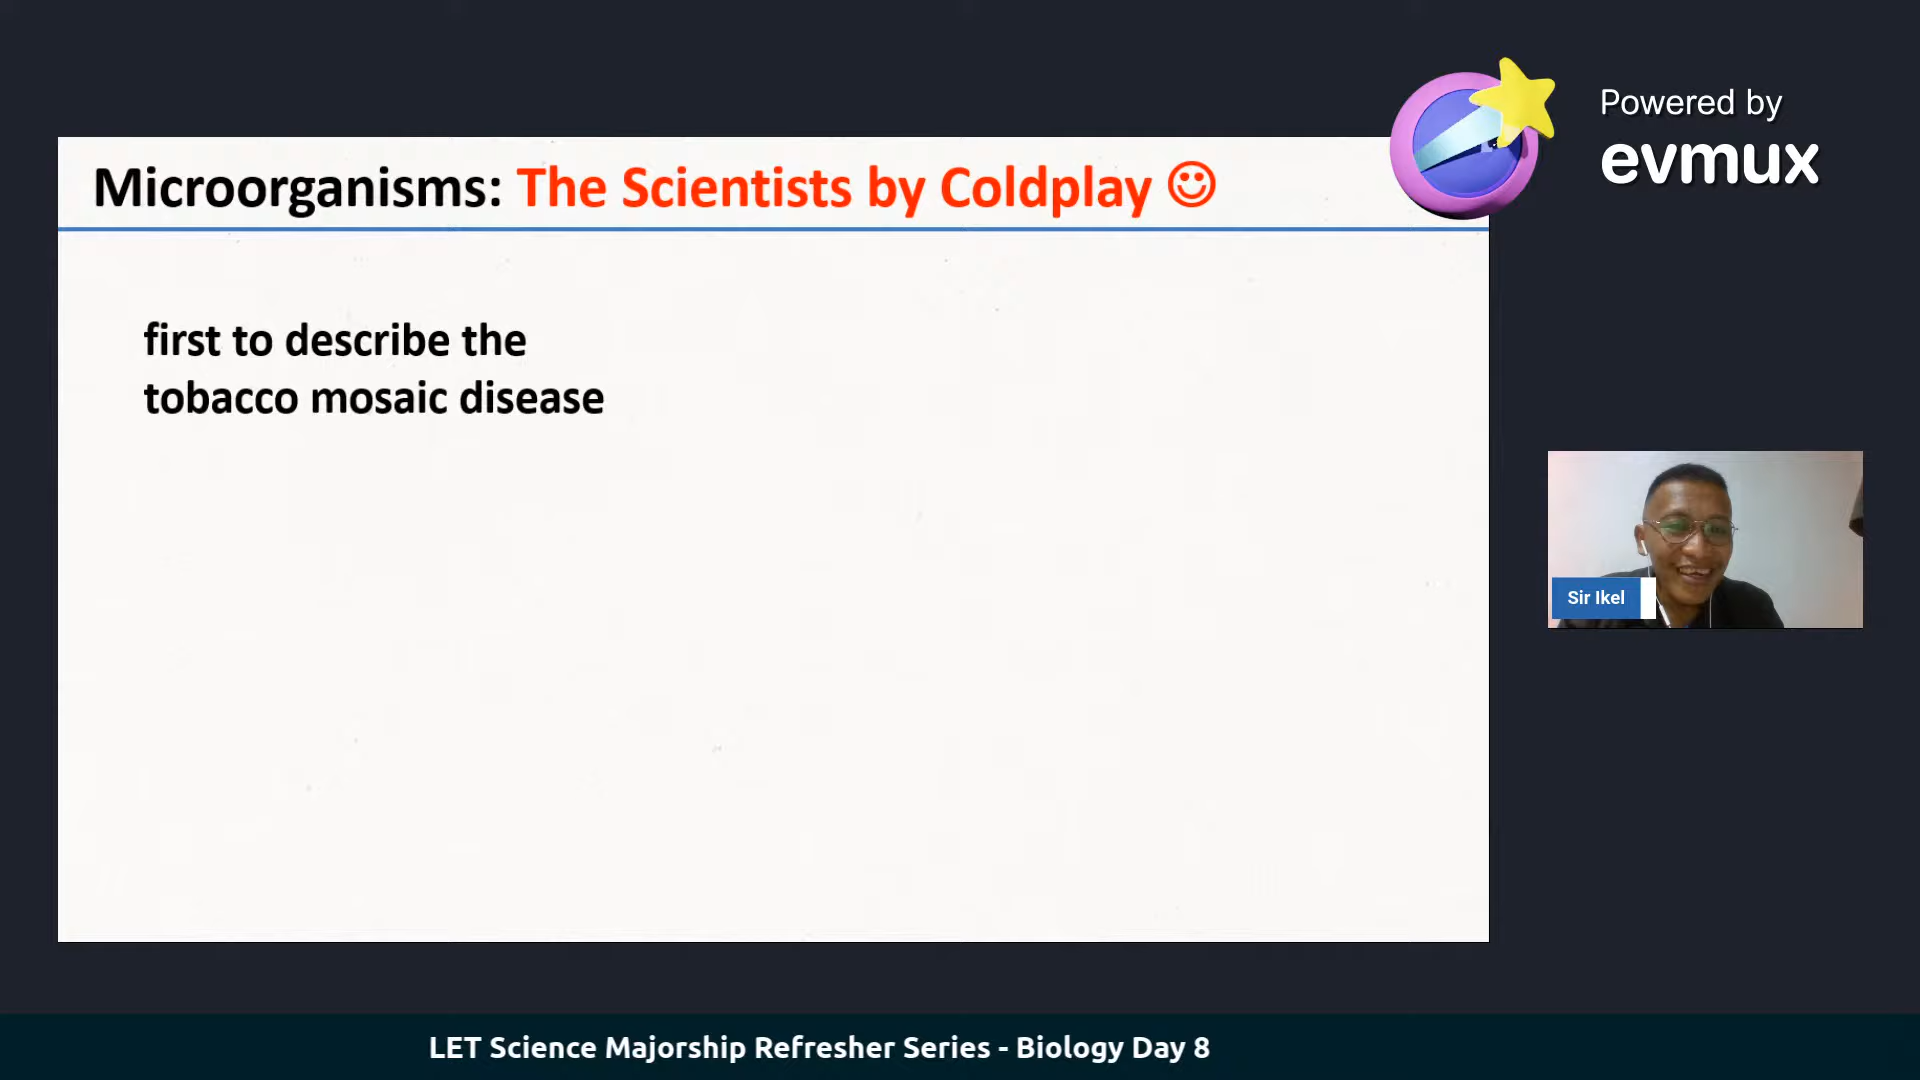 Powered by
evmux
Microorganisms: The Scientists by Coldplay ☺
first to describe the
tobacco mosaic disease
Sir Ikel
LET Science Majorship Refresher Series - Biology Day 8